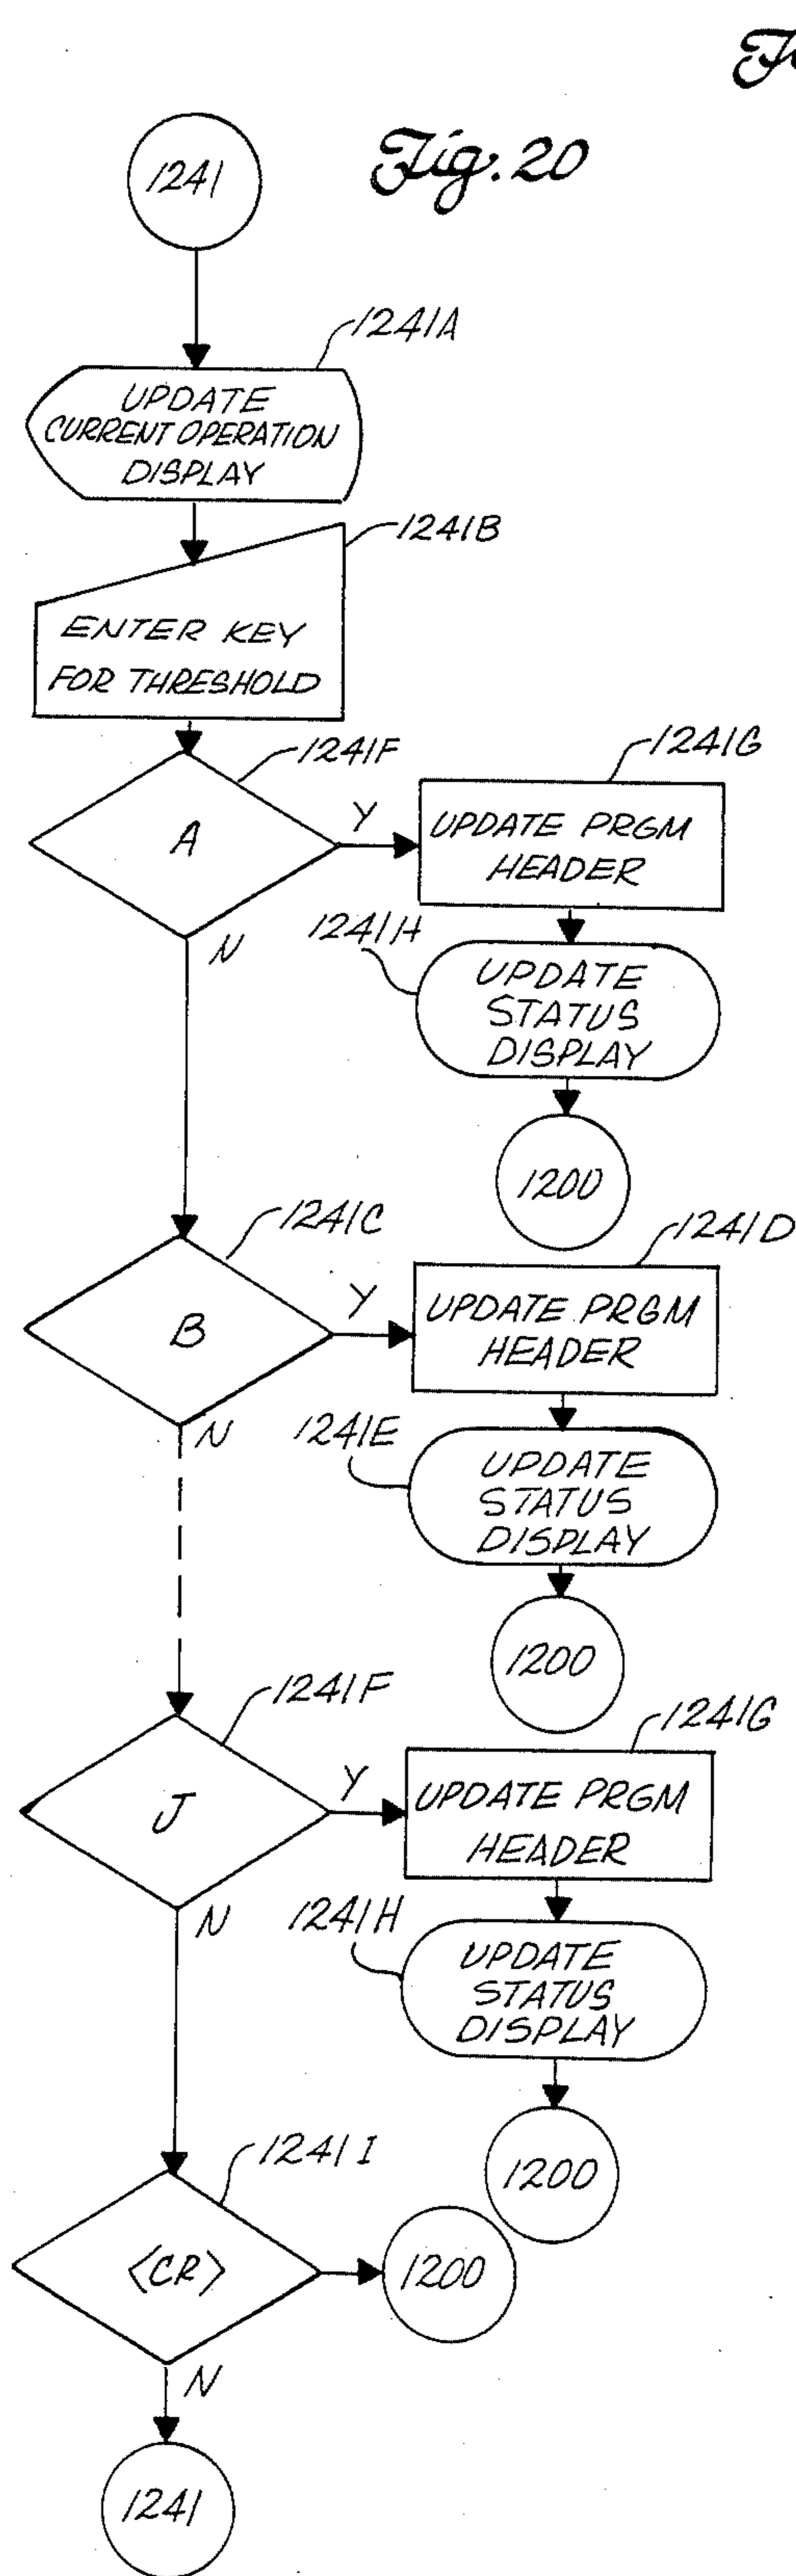 Fig. 20
1241
1241A
UPDATE
CURRENT OPERATION
DISPLAY
1241B
ENTER KEY
FOR THRESHOLD
1241F
A
Y
N
1241G
UPDATE PRGM
HEADER
1241H
UPDATE
STATUS
DISPLAY
1200
1241C
B
Y
N
1241D
UPDATE PRGM
HEADER
1241E
UPDATE
STATUS
DISPLAY
1200
1241F
J
Y
N
1241G
UPDATE PRGM
HEADER
1241H
UPDATE
STATUS
DISPLAY
1200
1241I
<CR>
1200
N
1241